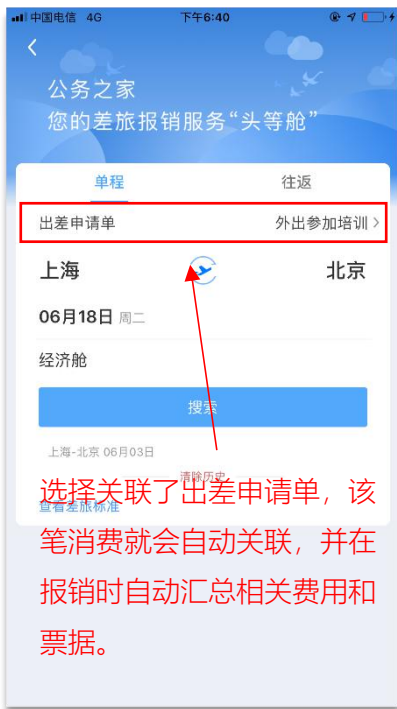 中国电信 4G 下午6:40
公务之家
您的差旅报销服务“头等舱”
单程 往返
出差申请单 外出参加培训
上海 北京
06月18日 周二
经济舱
搜索
上海-北京 06月03日
清除历史
查看差旅标准
选择关联了出差申请单，该
笔消费就会自动关联，并在
报销时自动汇总相关费用和
票据。